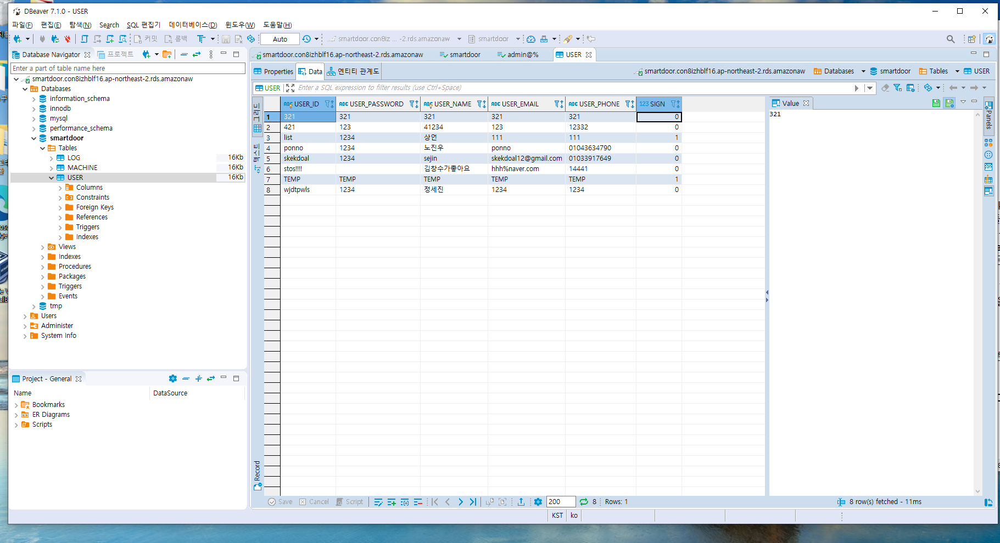 DBeaver 7.1.0 - USER
파일(F) 편집(E) 탐색(N) Search SQL 편집기 데이터베이스(D) 윈도우(W) 도움말(H)
커밋 롤백 Auto smartdoor.con8iz ... -2.rds.amazonaw smartdoor
Database Navigator 프로젝트
Enter a part of table name here
smartdoor.con8izhblf16.ap-northeast-2.rds.amazonaw
Databases
information_schema
innodb
mysql
performance_schema
smartdoor
Tables
LOG 16Kb
MACHINE 16Kb
USER 16Kb
Columns
Constraints
Foreign Keys
References
Triggers
Indexes
Views
Indexes
Procedures
Packages
Triggers
Events
tmp
Users
Administer
System Info
Project - General
Name DataSource
Bookmarks
ER Diagrams
Scripts
smartdoor.con8izhblf16.ap-northeast-2.rds.amazonaw smartdoor admin@% USER
Properties Data 엔티티 관계도 smartdoor.con8izhblf16.ap-northeast-2.rds.amazonaw Databases smartdoor Tables USER
USER Enter a SQL expression to filter results (use Ctrl+Space)
그리드
텍스트
Record
ABC USER_ID ABC USER_PASSWORD ABC USER_NAME ABC USER_EMAIL ABC USER_PHONE 123 SIGN
1 321 321 321 321 321 0
2 421 123 41234 123 12332 0
3 list 1234 상언 111 111 1
4 ponno 1234 노진우 ponno 01043634790 0
5 skekdoal 1234 sejin skekdoal12@gmail.com 01033917649 0
6 stos!!!! 김창수가좋아요 hhh%naver.com 14441 0
7 TEMP TEMP TEMP TEMP TEMP 1
8 wjdtpwls 1234 정세진 1234 1234 0
Value
321
Panels
Save Cancel Script 200 8 Rows: 1 8 row(s) fetched - 11ms
KST ko